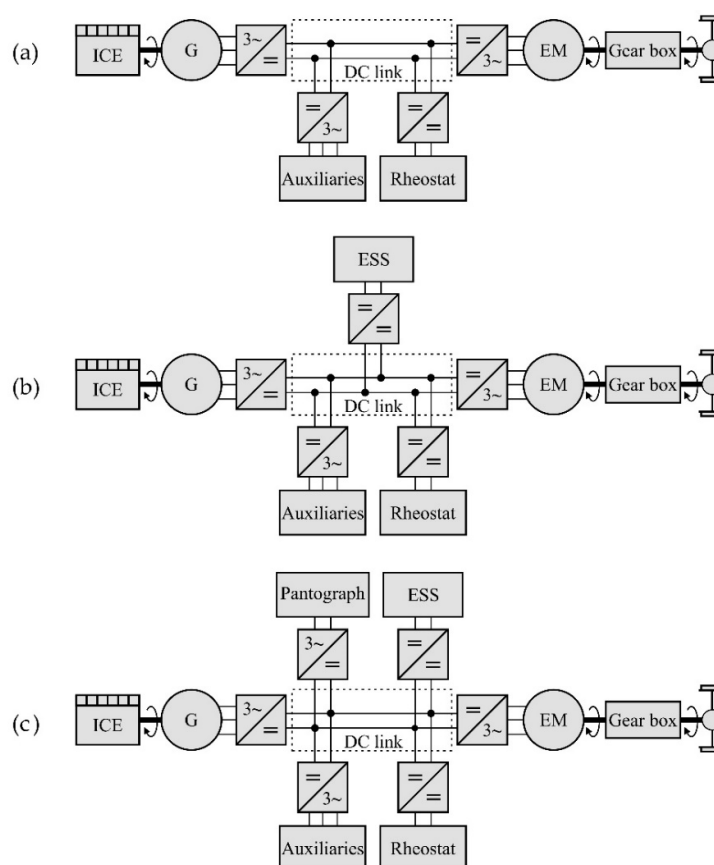 (a)
ICE
G
3~
=
DC link
=
3~
EM
Gear box
=
3~
=
=
Auxiliaries
Rheostat
ESS
=
=
(b)
ICE
G
3~
=
DC link
=
3~
EM
Gear box
=
3~
=
=
Auxiliaries
Rheostat
Pantograph
ESS
3~
=
=
=
(c)
ICE
G
3~
=
DC link
=
3~
EM
Gear box
=
3~
=
=
Auxiliaries
Rheostat